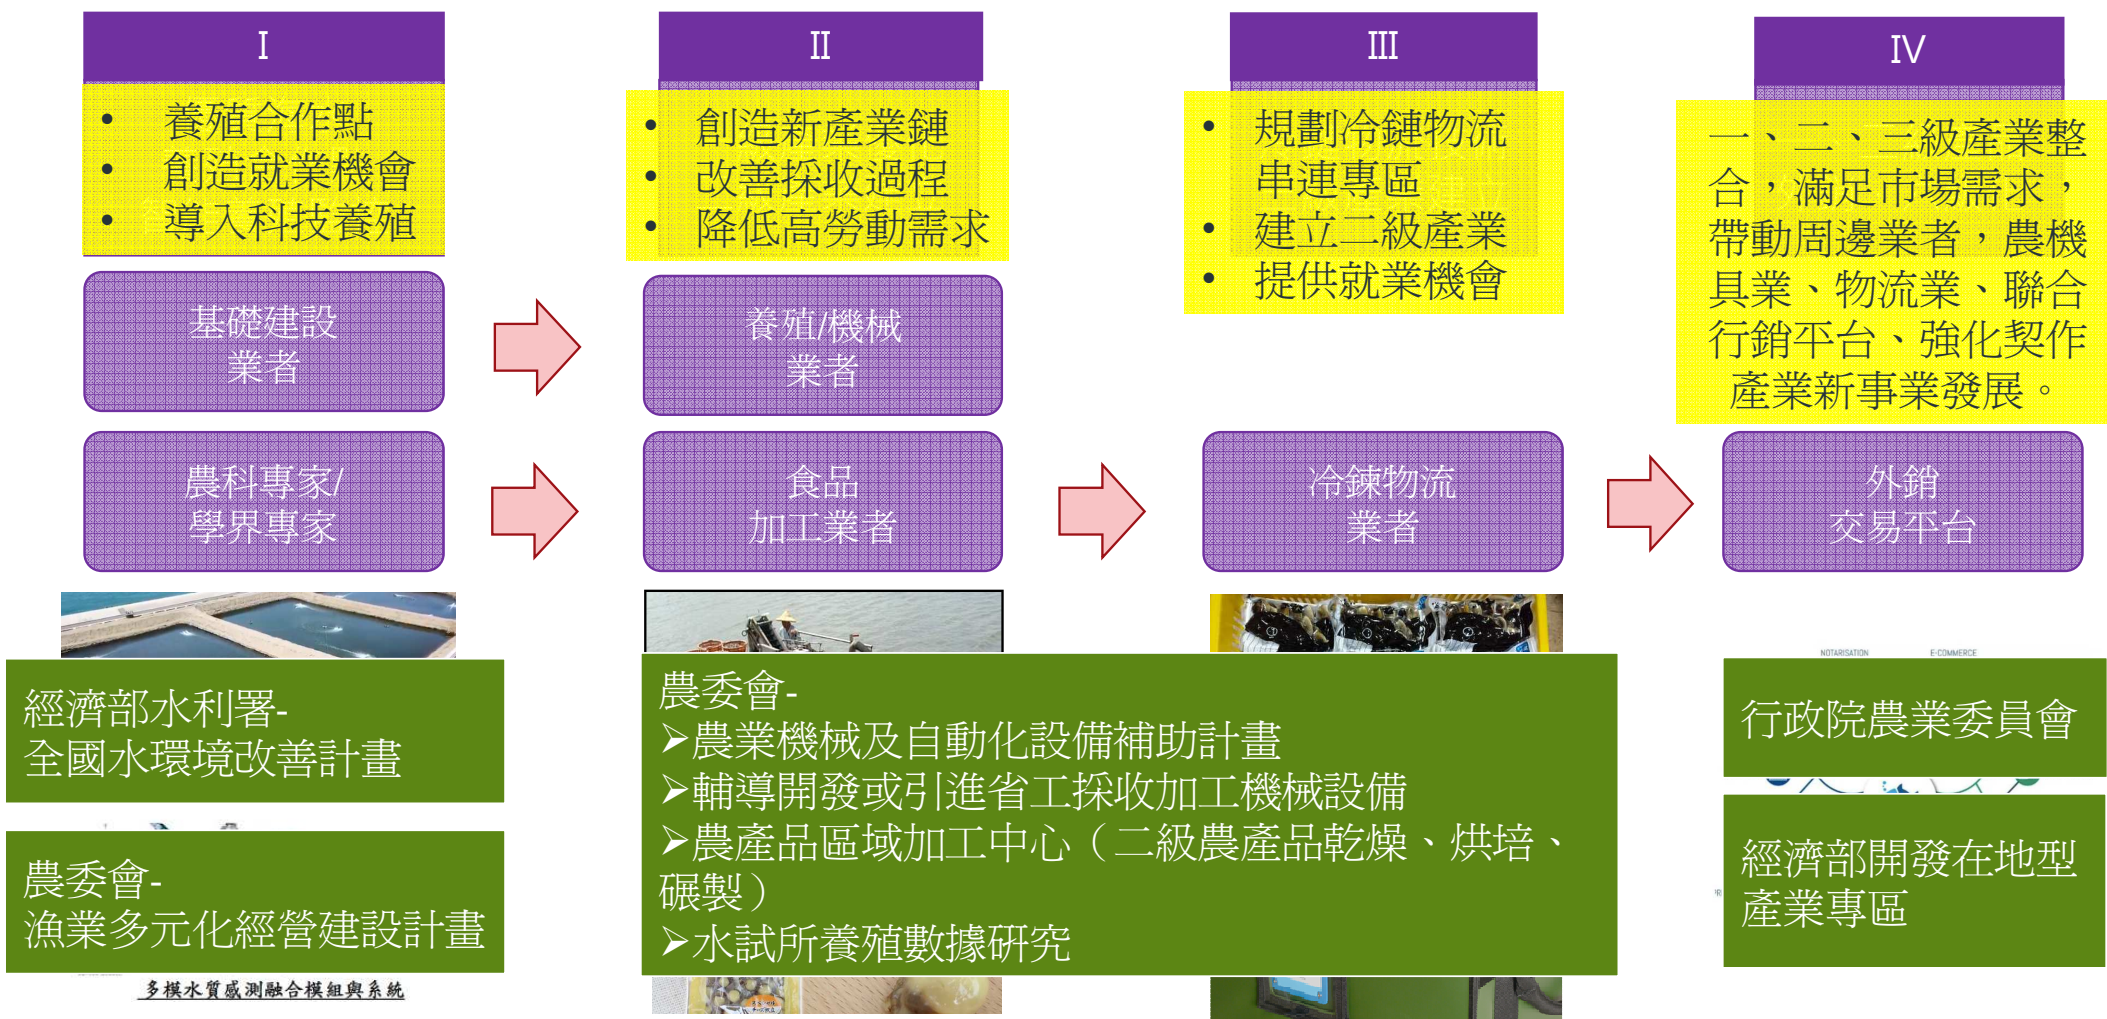 I
• 養殖合作點
• 創造就業機會
• 導入科技養殖
基礎建設
業者
農科專家/
學界專家
經濟部水利署-
全國水環境改善計畫
農委會-
漁業多元化經營建設計畫
多模水質感測融合模組與系統
II
• 創造新產業鏈
• 改善採收過程
• 降低高勞動需求
養殖/機械
業者
食品
加工業者
農委會-
➢農業機械及自動化設備補助計畫
➢輔導開發或引進省工採收加工機械設備
➢農產品區域加工中心（二級農產品乾燥、烘培、
碾製）
➢水試所養殖數據研究
III
• 規劃冷鏈物流
串連專區
• 建立二級產業
• 提供就業機會
冷鍊物流
業者
IV
一、二、三級產業整
合，滿足市場需求，
帶動周邊業者，農機
具業、物流業、聯合
行銷平台、強化契作
產業新事業發展。
外銷
交易平台
NOTARISATION
E-COMMERCE
行政院農業委員會
經濟部開發在地型
產業專區